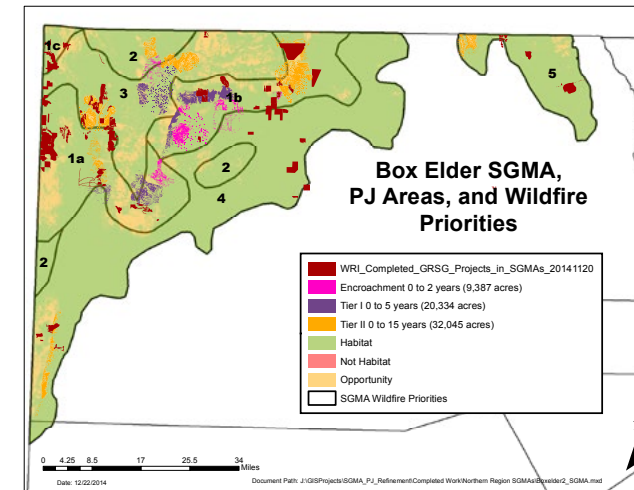 1c
2
3
1b
5
1a
2
4
2
Box Elder SGMA,
PJ Areas, and Wildfire
Priorities
WRI_Completed_GRSG_Projects_in_SGMAs_20141120
Encroachment 0 to 2 years (9,387 acres)
Tier I 0 to 5 years (20,334 acres)
Tier II 0 to 15 years (32,045 acres)
Habitat
Not Habitat
Opportunity
SGMA Wildfire Priorities
0 4.25 8.5 17 25.5 34
Miles
Date: 12/22/2014
Document Path: J:\GISProjects\SGMA_PJ_Refinement\Completed Work\Northern Region SGMAs\Boxelder2_SGMA.mxd